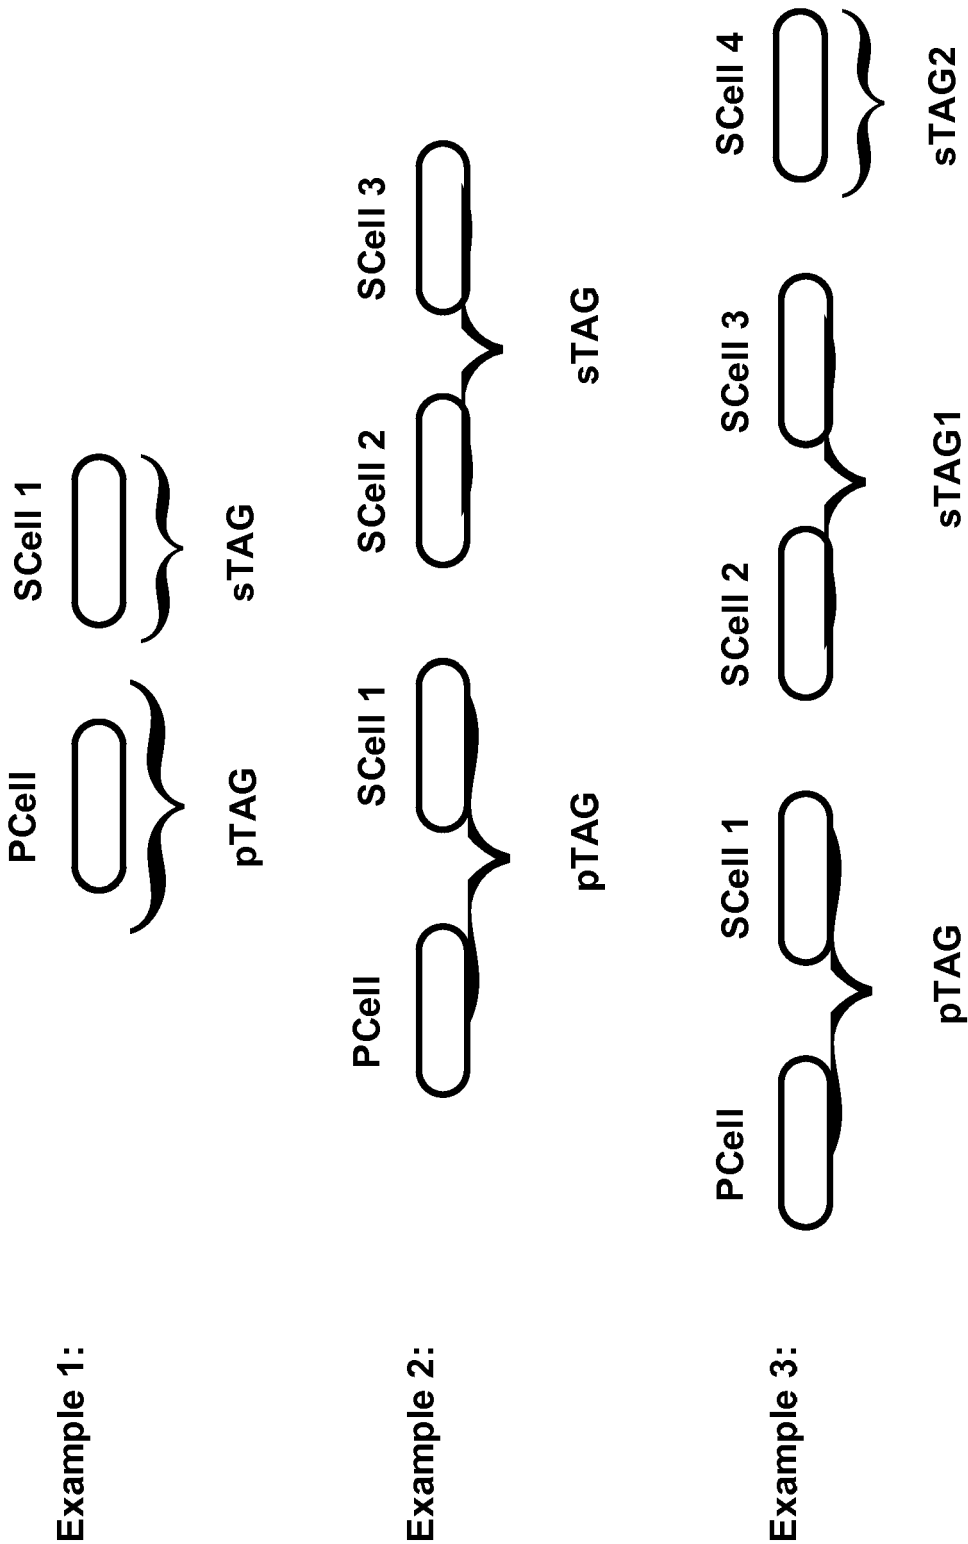 Example 1:
PCell
SCell 1
pTAG
sTAG
Example 2:
PCell
SCell 1
SCell 2
SCell 3
pTAG
sTAG
Example 3:
PCell
SCell 1
SCell 2
SCell 3
SCell 4
pTAG
sTAG1
sTAG2